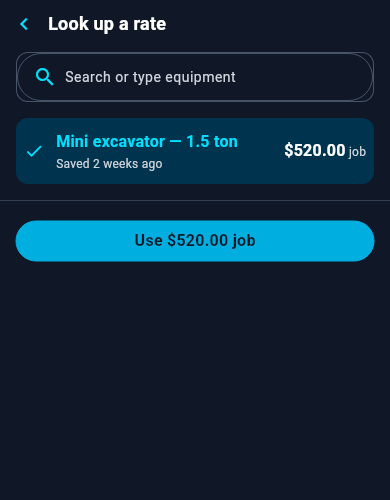 Look up a rate
Search or type equipment
Mini excavator — 1.5 ton
Saved 2 weeks ago
$520.00 job
Use $520.00 job